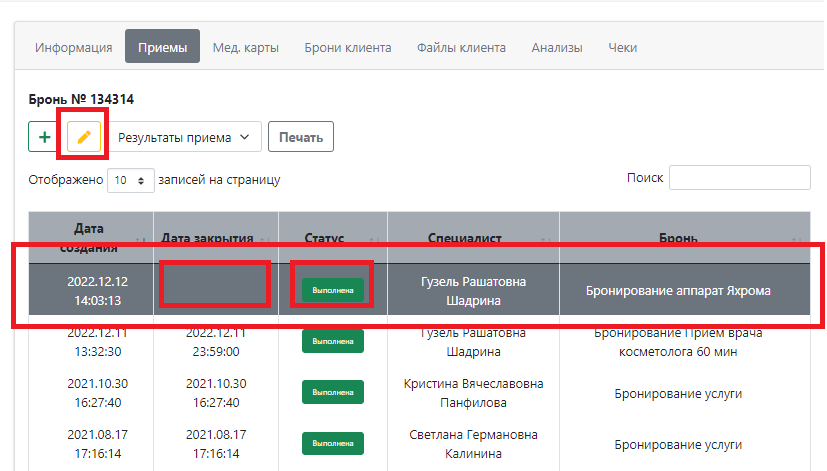 Информация Приемы Мед. карты Брони клиента Файлы клиента Анализы Чеки
Бронь № 134314
+ Результаты приема Печать
Отображено 10 записей на страницу Поиск
Дата создания Дата закрытия Статус Специалист Бронь
2022.12.12 14:03:13 Выполнена Гузель Рашатовна Шадрина Бронирование аппарат Яхрома
2022.12.11 13:32:30 2022.12.11 23:59:00 Выполнена Гузель Рашатовна Шадрина Бронирование Прием врача косметолога 60 мин
2021.10.30 16:27:40 2021.10.30 16:27:40 Выполнена Кристина Вячеславовна Панфилова Бронирование услуги
2021.08.17 17:16:14 2021.08.17 17:16:14 Выполнена Светлана Германовна Калинина Бронирование услуги